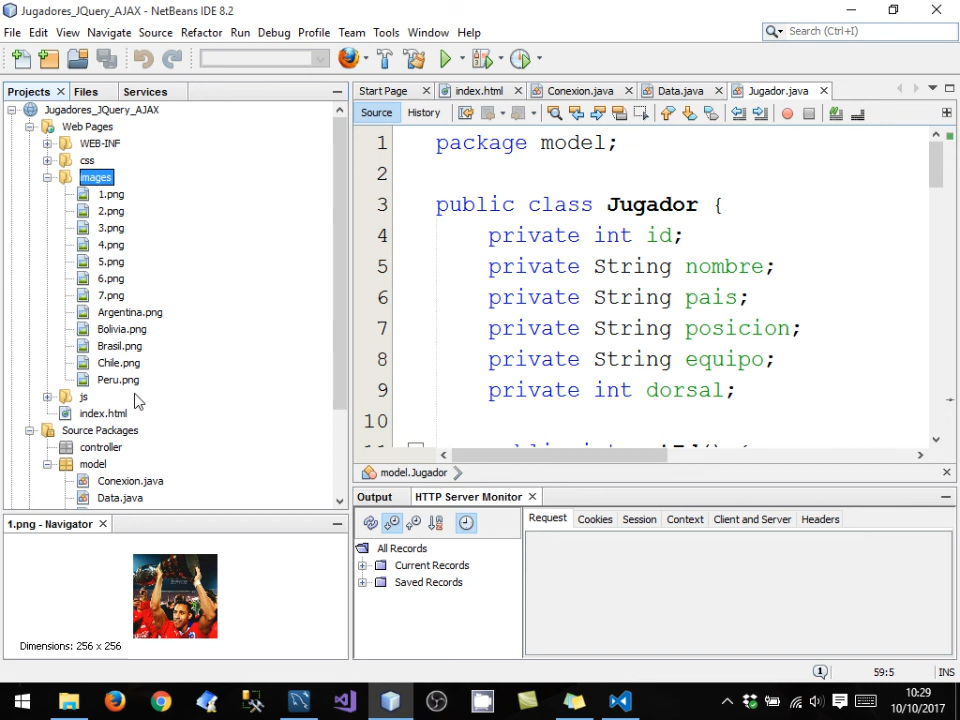 Jugadores_JQuery_AJAX - NetBeans IDE 8.2
File Edit View Navigate Source Refactor Run Debug Profile Team Tools Window Help
Search (Ctrl+I)
Projects Files Services
Jugadores_JQuery_AJAX
Web Pages
WEB-INF
css
images
1.png
2.png
3.png
4.png
5.png
6.png
7.png
Argentina.png
Bolivia.png
Brasil.png
Chile.png
Peru.png
js
index.html
Source Packages
controller
model
Conexion.java
Data.java
1.png - Navigator
Dimensions: 256 x 256
Start Page index.html Conexion.java Data.java Jugador.java
Source History
1 package model;
2
3 public class Jugador {
4 private int id;
5 private String nombre;
6 private String pais;
7 private String posicion;
8 private String equipo;
9 private int dorsal;
10
model.Jugador
Output HTTP Server Monitor
All Records
Current Records
Saved Records
Request Cookies Session Context Client and Server Headers
1 59:5 INS
10:29
10/10/2017